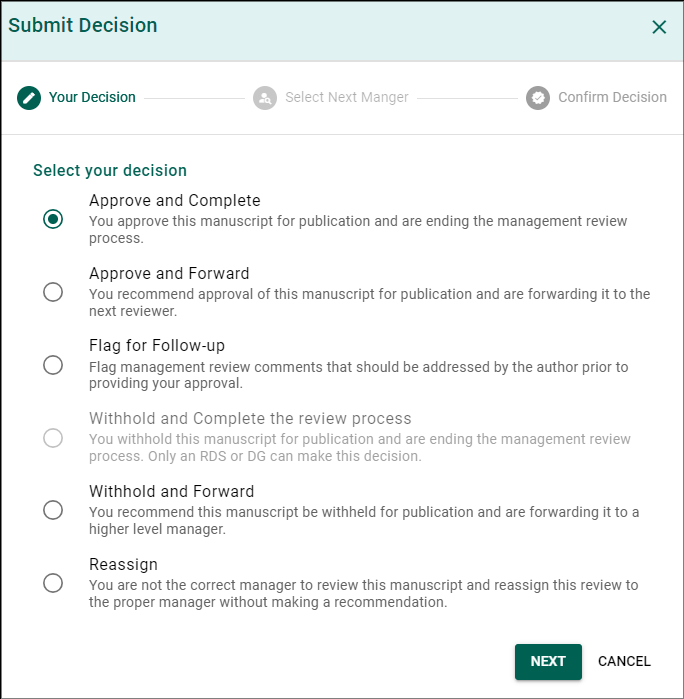 Submit Decision
Your Decision
Select Next Manger
Confirm Decision
Select your decision
Approve and Complete
You approve this manuscript for publication and are ending the management review
process.
Approve and Forward
You recommend approval of this manuscript for publication and are forwarding it to the
next reviewer.
Flag for Follow-up
Flag management review comments that should be addressed by the author prior to
providing your approval.
Withhold and Complete the review process
You withhold this manuscript for publication and are ending the management review
process. Only an RDS or DG can make this decision.
Withhold and Forward
You recommend this manuscript be withheld for publication and are forwarding it to a
higher level manager.
Reassign
You are not the correct manager to review this manuscript and reassign this review to
the proper manager without making a recommendation.
NEXT
CANCEL